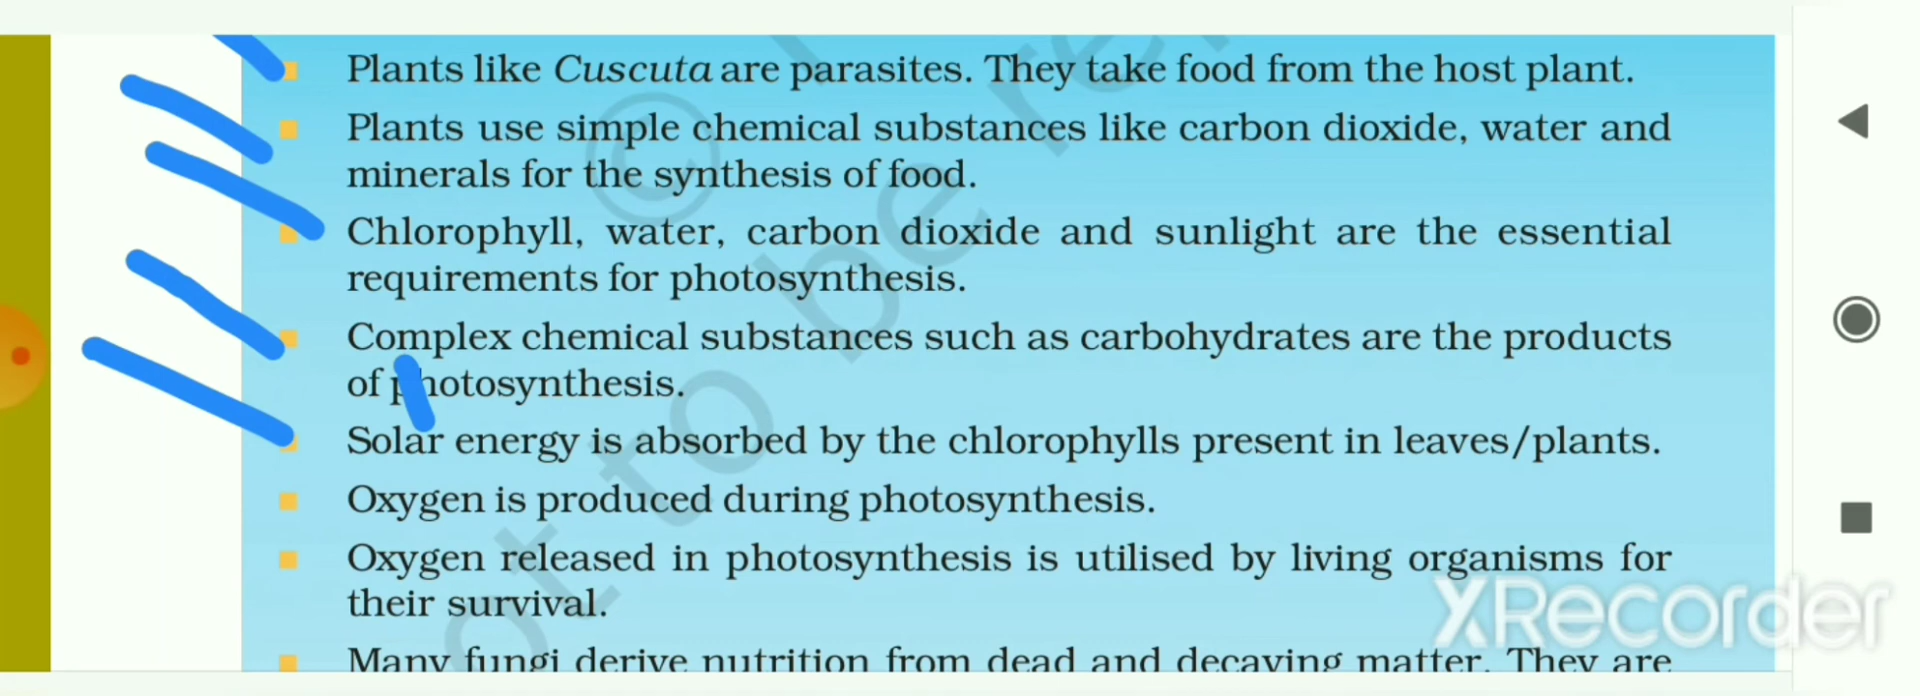 Plants like Cuscuta are parasites. They take food from the host plant.
Plants use simple chemical substances like carbon dioxide, water and
minerals for the synthesis of food.
Chlorophyll, water, carbon dioxide and sunlight are the essential
requirements for photosynthesis.
Complex chemical substances such as carbohydrates are the products
of photosynthesis.
Solar energy is absorbed by the chlorophylls present in leaves/plants.
Oxygen is produced during photosynthesis.
Oxygen released in photosynthesis is utilised by living organisms for
their survival.
Many fungi derive nutrition from dead and decaying matter. They are
XRecorder